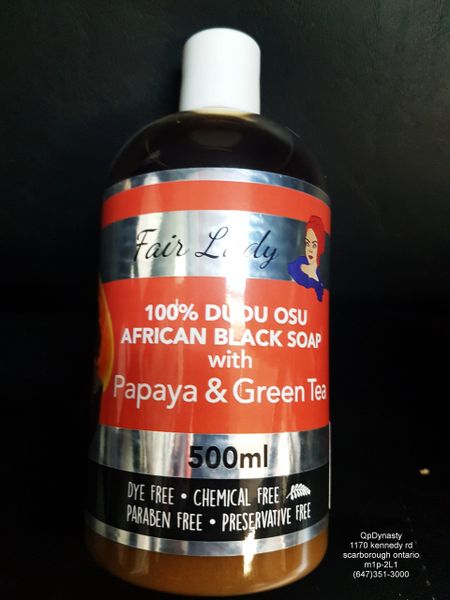 Fair Lady
100% DUDU OSU
AFRICAN BLACK SOAP
with
Papaya & Green Tea
500ml
DYE FREE • CHEMICAL FREE
PARABEN FREE • PRESERVATIVE FREE
QpDynasty
1170 kennedy rd
scarborough ontario
m1p-2L1
(647)351-3000